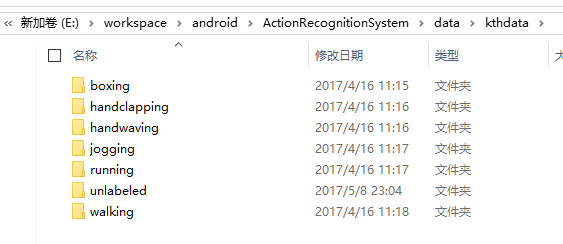 « 新加卷 (E:) › workspace › android › ActionRecognitionSystem › data › kthdata ›
名称 修改日期 类型
boxing 2017/4/16 11:15 文件夹
handclapping 2017/4/16 11:16 文件夹
handwaving 2017/4/16 11:16 文件夹
jogging 2017/4/16 11:17 文件夹
running 2017/4/16 11:17 文件夹
unlabeled 2017/5/8 23:04 文件夹
walking 2017/4/16 11:18 文件夹